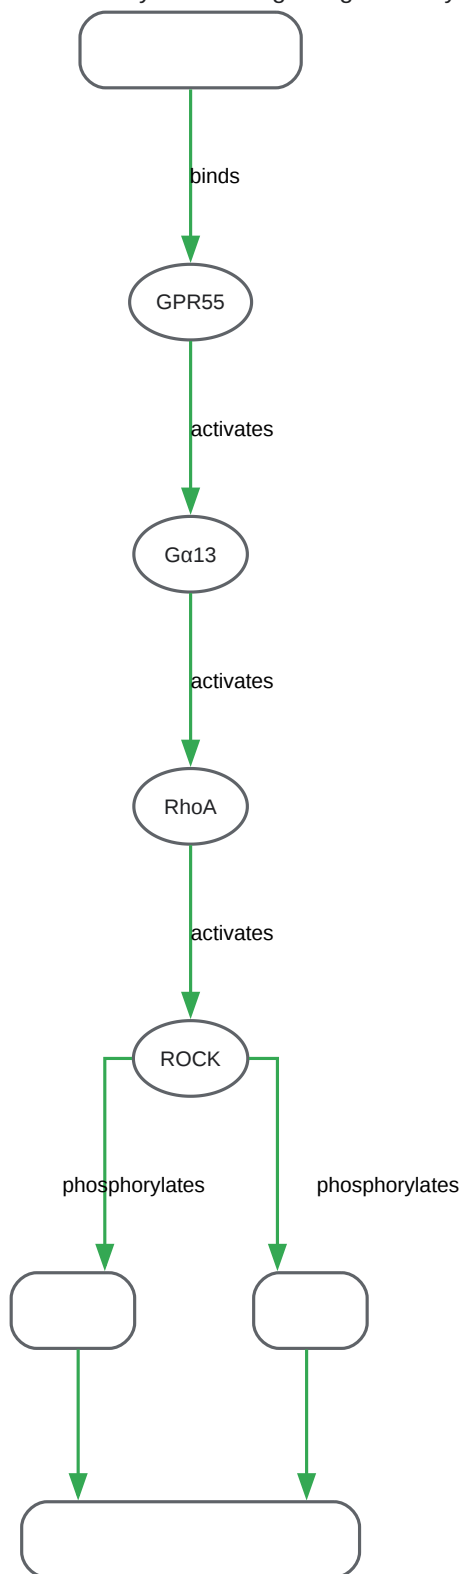 binds
GPR55
activates
Gα13
activates
RhoA
activates
ROCK
phosphorylates phosphorylates